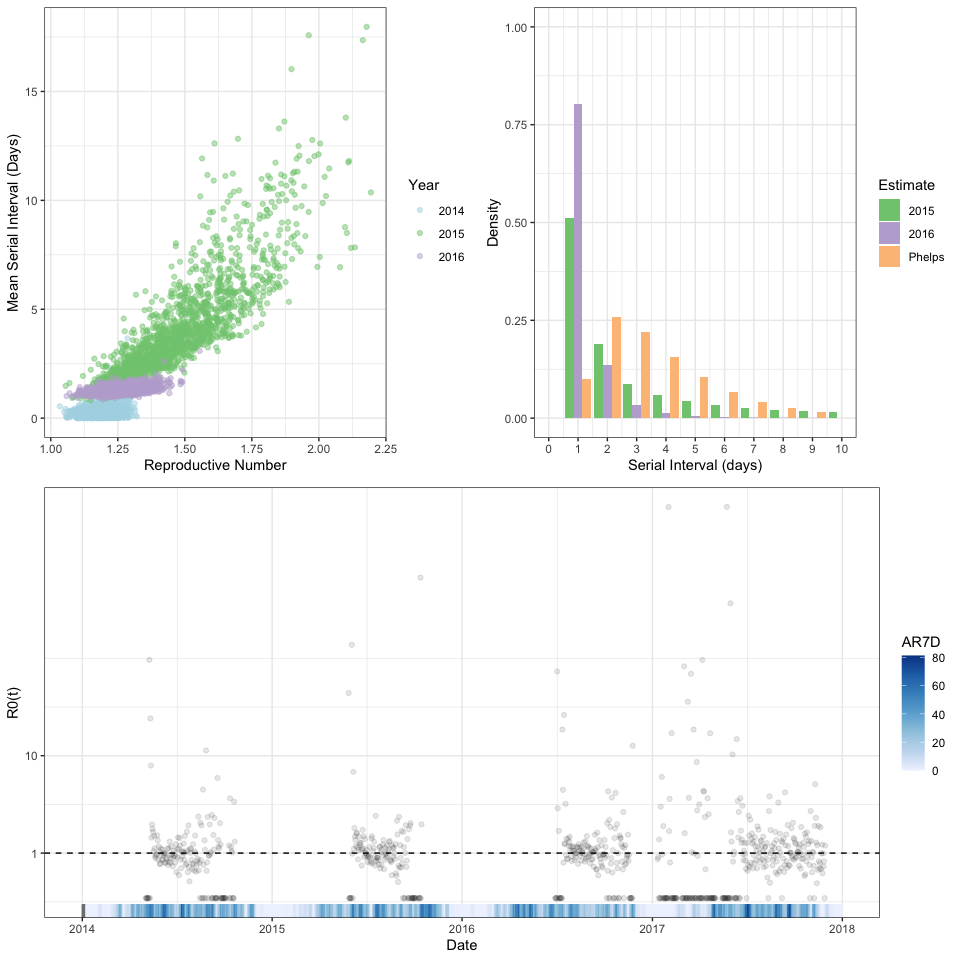 Mean Serial Interval (Days)
15
10
5
0
1.00 1.25 1.50 1.75 2.00 2.25
Reproductive Number
Year
2014
2015
2016
Density
1.00
0.75
0.50
0.25
0.00
0 1 2 3 4 5 6 7 8 9 10
Serial Interval (days)
Estimate
2015
2016
Phelps
R0(t)
10
1
2014 2015 2016 2017 2018
Date
AR7D
80
60
40
20
0